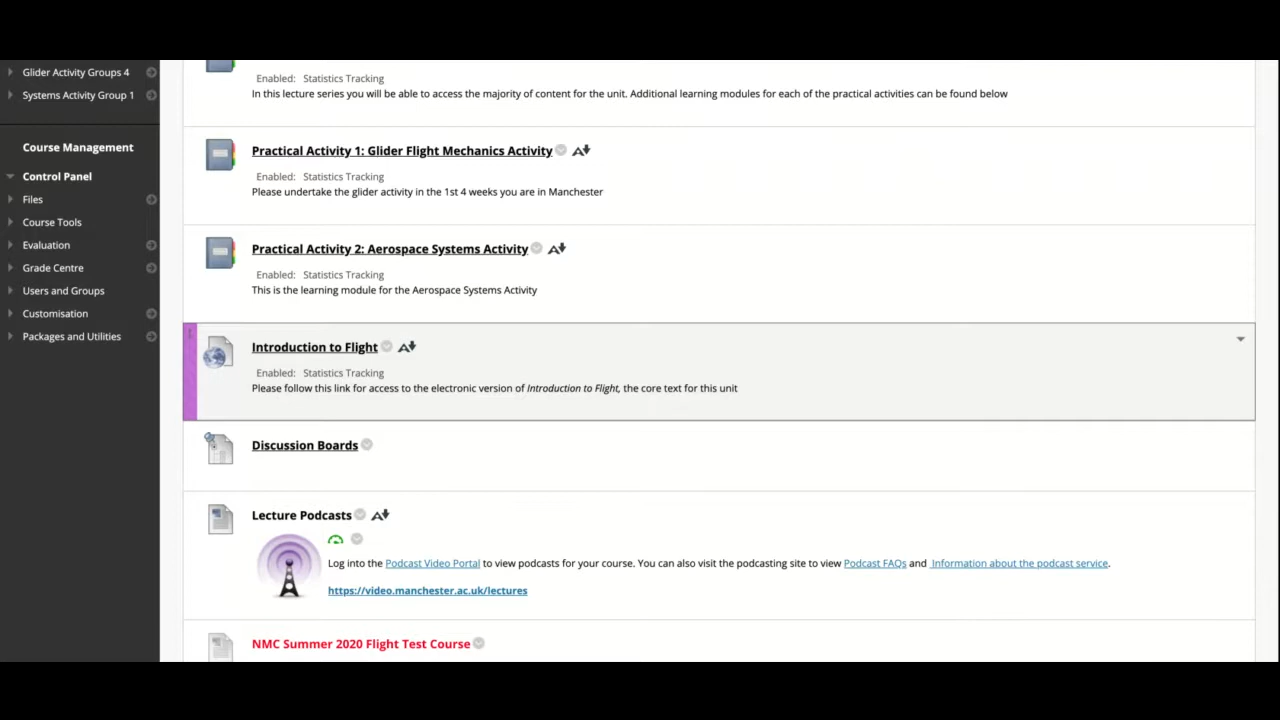 Glider Activity Groups 4
Systems Activity Group 1
Course Management
Control Panel
Files
Course Tools
Evaluation
Grade Centre
Users and Groups
Customisation
Packages and Utilities
Enabled: Statistics Tracking
In this lecture series you will be able to access the majority of content for the unit. Additional learning modules for each of the practical activities can be found below
Practical Activity 1: Glider Flight Mechanics Activity
Enabled: Statistics Tracking
Please undertake the glider activity in the 1st 4 weeks you are in Manchester
Practical Activity 2: Aerospace Systems Activity
Enabled: Statistics Tracking
This is the learning module for the Aerospace Systems Activity
Introduction to Flight
Enabled: Statistics Tracking
Please follow this link for access to the electronic version of Introduction to Flight, the core text for this unit
Discussion Boards
Lecture Podcasts
Log into the Podcast Video Portal to view podcasts for your course. You can also visit the podcasting site to view Podcast FAQs and Information about the podcast service.
https://video.manchester.ac.uk/lectures
NMC Summer 2020 Flight Test Course